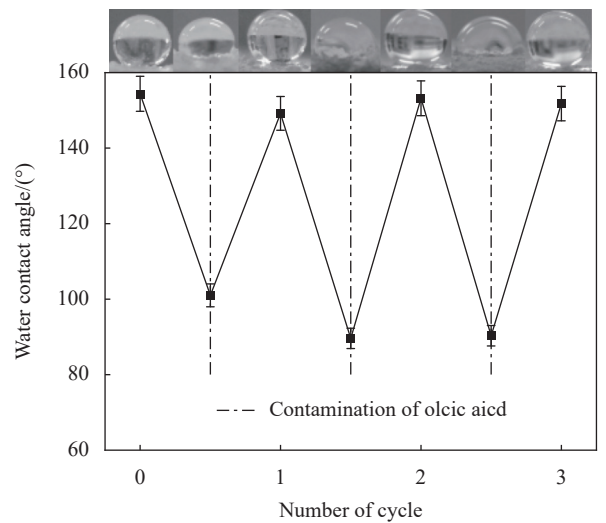 160
140
120
100
80
60
Water contact angle/(°)
Contamination of olcic aicd
0 1 2 3
Number of cycle